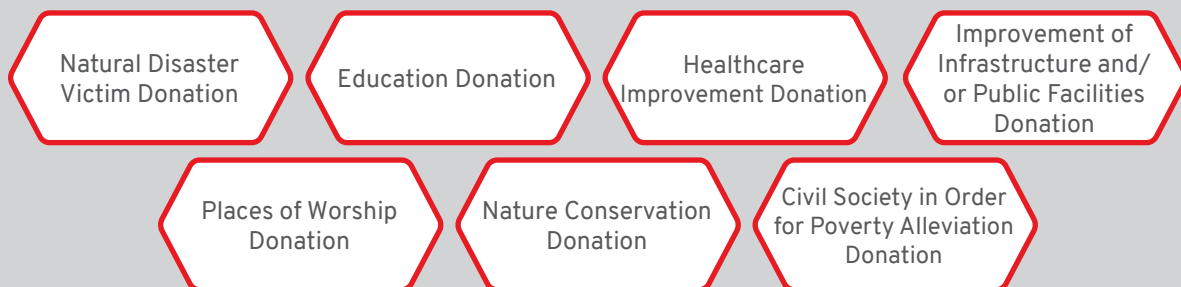 Natural Disaster
Victim Donation
Education Donation
Healthcare
Improvement Donation
Improvement of
Infrastructure and/
or Public Facilities
Donation
Places of Worship
Donation
Nature Conservation
Donation
Civil Society in Order
for Poverty Alleviation
Donation